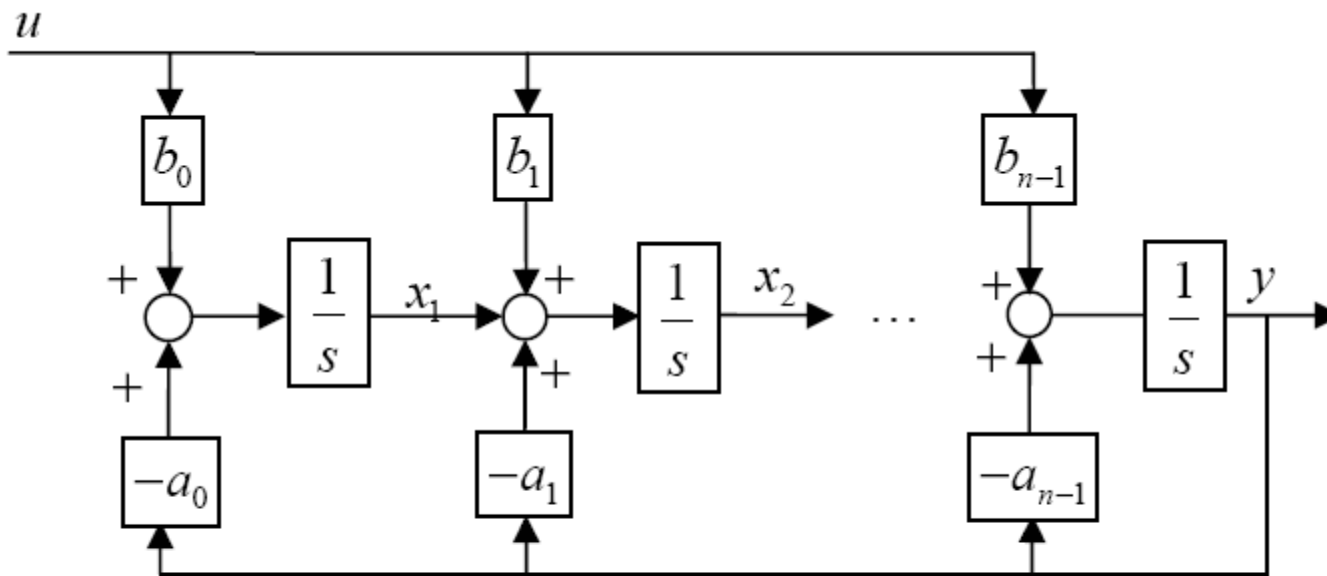 u
b₀ b₁ bₙ₋₁
+ 1/s x₁ + 1/s x₂ … + 1/s y
+ + +
−a₀ −a₁ −aₙ₋₁